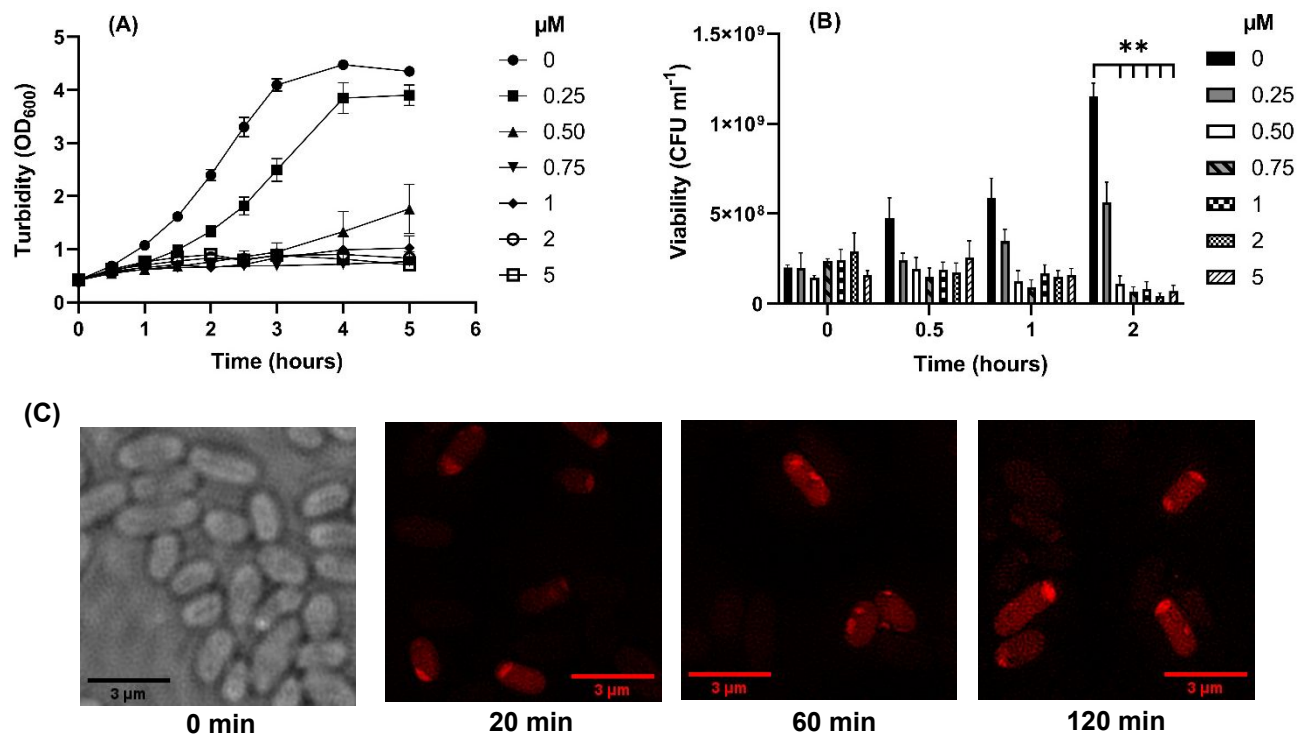 (A)
Turbidity (OD600)
5
4
3
2
1
0
0 1 2 3 4 5 6
Time (hours)
µM
0
0.25
0.50
0.75
1
2
5
(B)
Viability (CFU ml-1)
1.5×10⁹
1×10⁹
5×10⁸
0
**
0 0.5 1 2
Time (hours)
µM
0
0.25
0.50
0.75
1
2
5
(C)
3 µm
3 µm
3 µm
3 µm
0 min
20 min
60 min
120 min